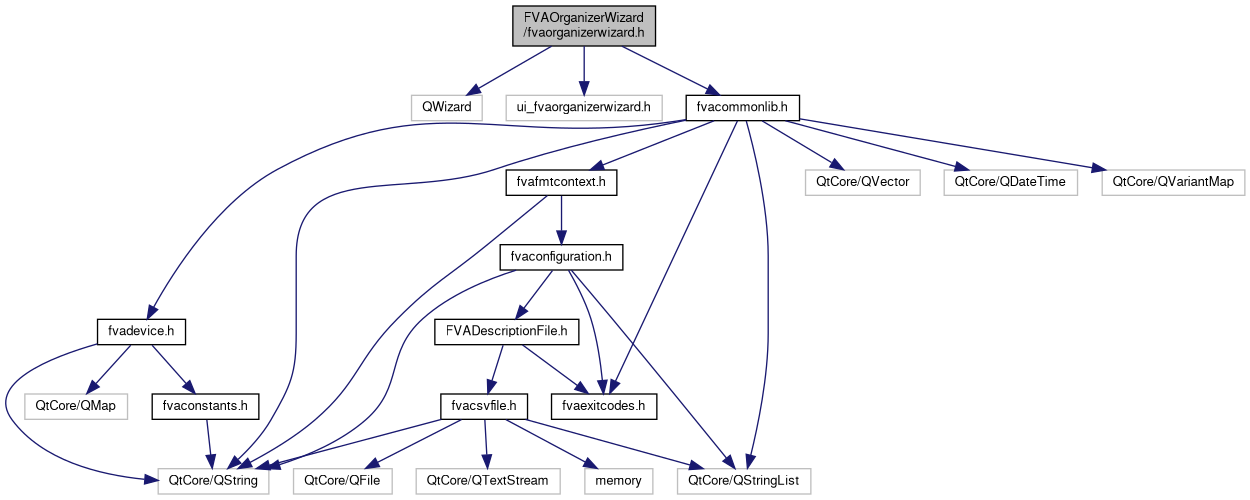 FVAOrganizerWizard
/fvaorganizerwizard.h
QWizard
ui_fvaorganizerwizard.h
fvacommonlib.h
fvafmtcontext.h
QtCore/QVector
QtCore/QDateTime
QtCore/QVariantMap
fvaconfiguration.h
fvadevice.h
FVADescriptionFile.h
QtCore/QMap
fvaconstants.h
fvacsvfile.h
fvaexitcodes.h
QtCore/QString
QtCore/QFile
QtCore/QTextStream
memory
QtCore/QStringList